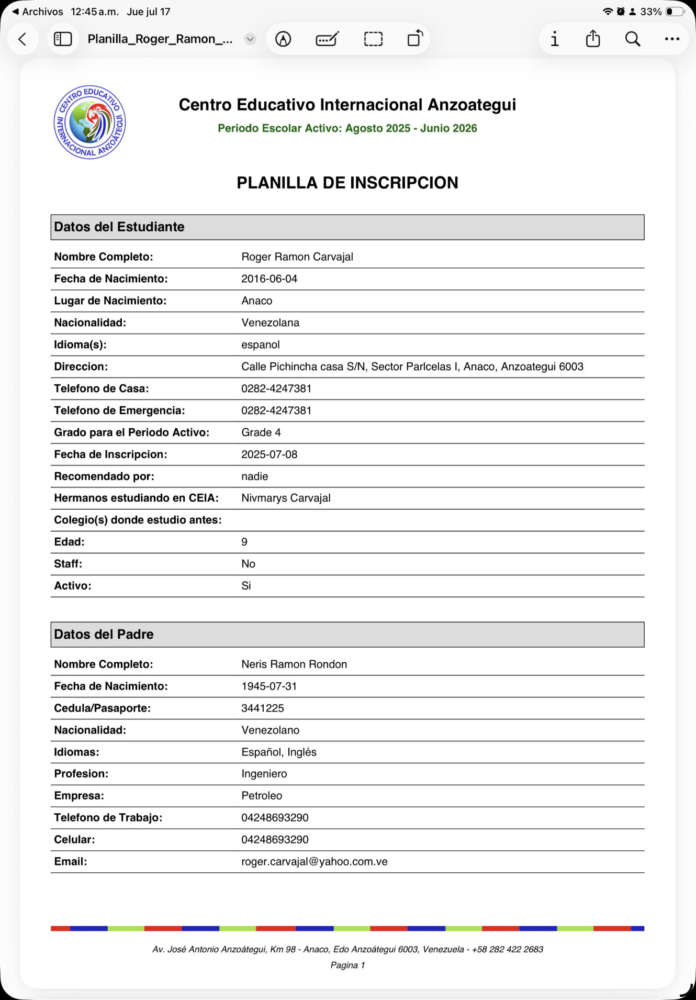 ◀ Archivos 12:45 a.m. Jue jul 17 33%
Planilla_Roger_Ramon_...
CENTRO EDUCATIVO INTERNACIONAL ANZOÁTEGUI
Centro Educativo Internacional Anzoategui
Periodo Escolar Activo: Agosto 2025 - Junio 2026
PLANILLA DE INSCRIPCION
Datos del Estudiante
Nombre Completo: Roger Ramon Carvajal
Fecha de Nacimiento: 2016-06-04
Lugar de Nacimiento: Anaco
Nacionalidad: Venezolana
Idioma(s): espanol
Direccion: Calle Pichincha casa S/N, Sector Parlcelas I, Anaco, Anzoategui 6003
Telefono de Casa: 0282-4247381
Telefono de Emergencia: 0282-4247381
Grado para el Periodo Activo: Grade 4
Fecha de Inscripcion: 2025-07-08
Recomendado por: nadie
Hermanos estudiando en CEIA: Nivmarys Carvajal
Colegio(s) donde estudio antes:
Edad: 9
Staff: No
Activo: Si
Datos del Padre
Nombre Completo: Neris Ramon Rondon
Fecha de Nacimiento: 1945-07-31
Cedula/Pasaporte: 3441225
Nacionalidad: Venezolano
Idiomas: Español, Inglés
Profesion: Ingeniero
Empresa: Petroleo
Telefono de Trabajo: 04248693290
Celular: 04248693290
Email: roger.carvajal@yahoo.com.ve
Av. José Antonio Anzoátegui, Km 98 - Anaco, Edo Anzoátegui 6003, Venezuela - +58 282 422 2683
Pagina 1